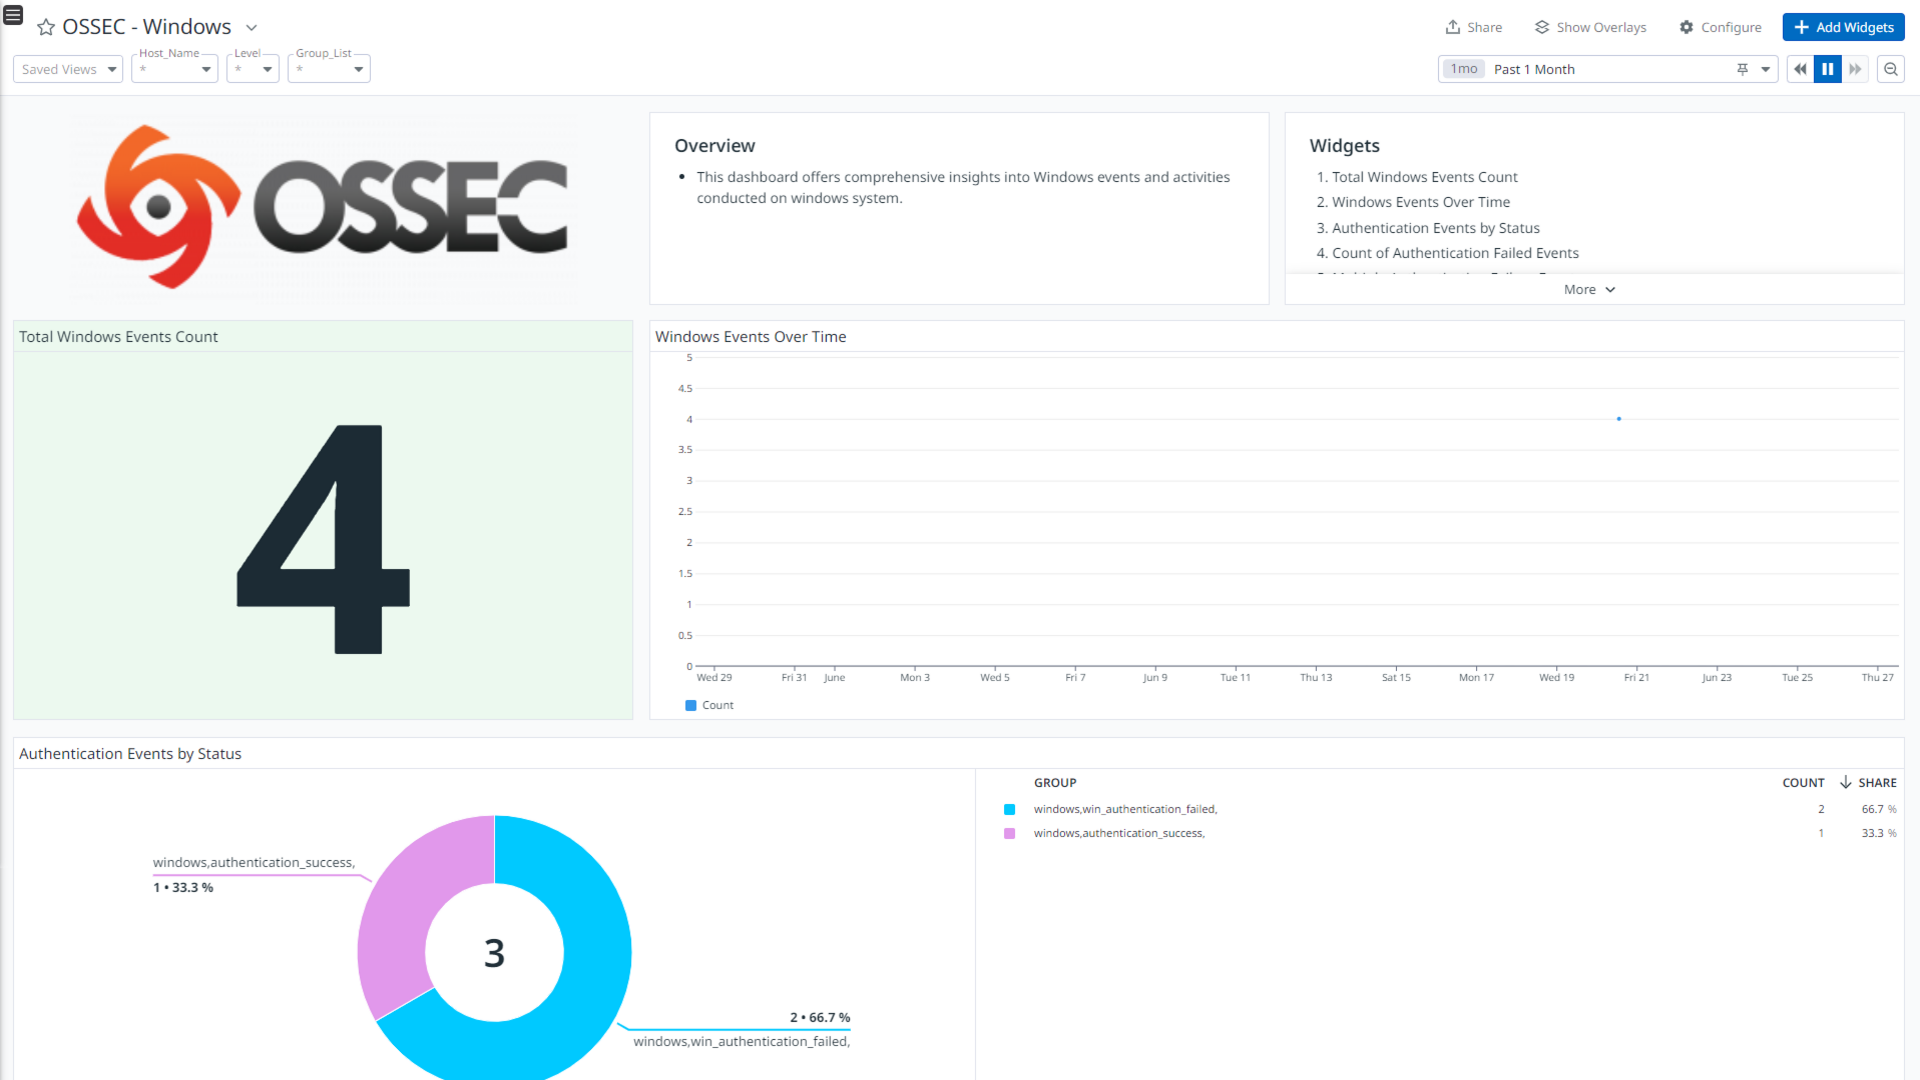 OSSEC - Windows
Share
Show Overlays
Configure
Add Widgets
Saved Views
Host_Name
*
Level
*
Group_List
*
1mo
Past 1 Month
OSSEC
Overview
This dashboard offers comprehensive insights into Windows events and activities
conducted on windows system.
Widgets
1. Total Windows Events Count
2. Windows Events Over Time
3. Authentication Events by Status
4. Count of Authentication Failed Events
More
Total Windows Events Count
4
Windows Events Over Time
5
4.5
4
3.5
3
2.5
2
1.5
1
0.5
0
Wed 29 Fri 31 June Mon 3 Wed 5 Fri 7 Jun 9 Tue 11 Thu 13 Sat 15 Mon 17 Wed 19 Fri 21 Jun 23 Tue 25 Thu 27
Count
Authentication Events by Status
windows,authentication_success,
1 • 33.3 %
3
2 • 66.7 %
windows,win_authentication_failed,
GROUP COUNT SHARE
windows,win_authentication_failed, 2 66.7 %
windows,authentication_success, 1 33.3 %